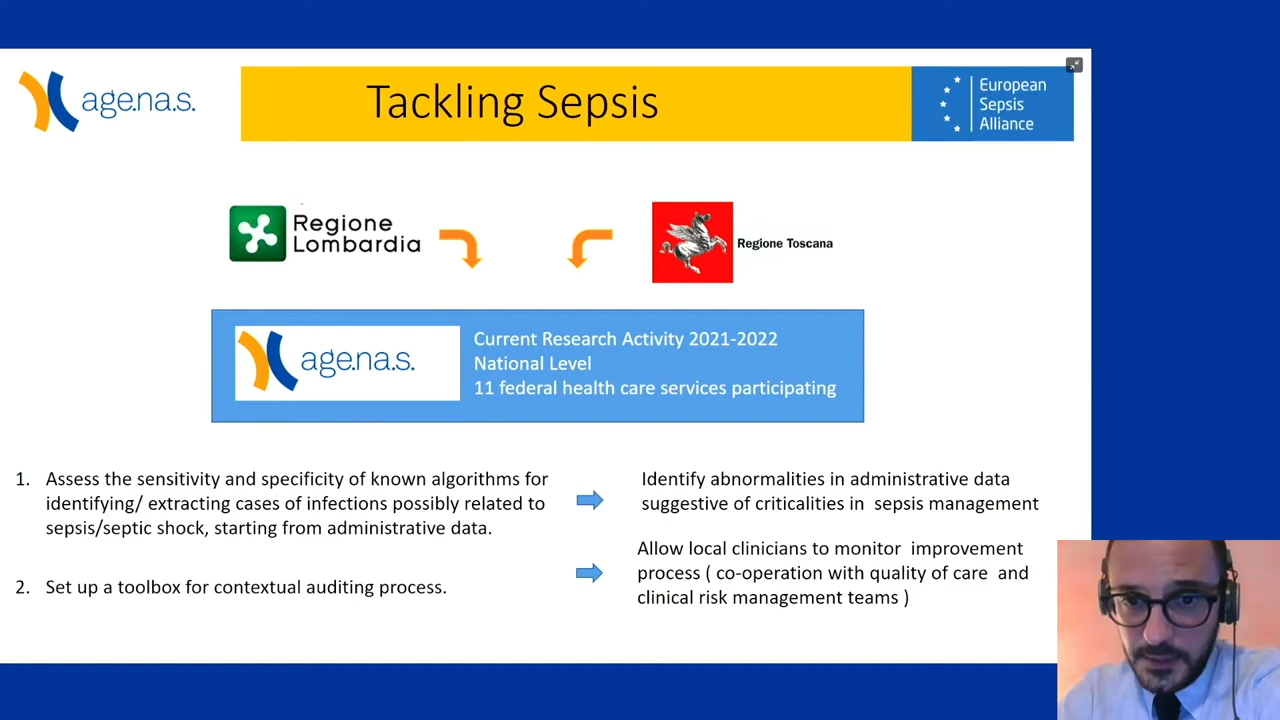 age.na.s.
Tackling Sepsis
European
Sepsis
Alliance
Regione
Lombardia
Regione Toscana
age.na.s.
Current Research Activity 2021-2022
National Level
11 federal health care services participating
1. Assess the sensitivity and specificity of known algorithms for
identifying/ extracting cases of infections possibly related to
sepsis/septic shock, starting from administrative data.
Identify abnormalities in administrative data
suggestive of criticalities in sepsis management
2. Set up a toolbox for contextual auditing process.
Allow local clinicians to monitor improvement
process ( co-operation with quality of care and
clinical risk management teams )